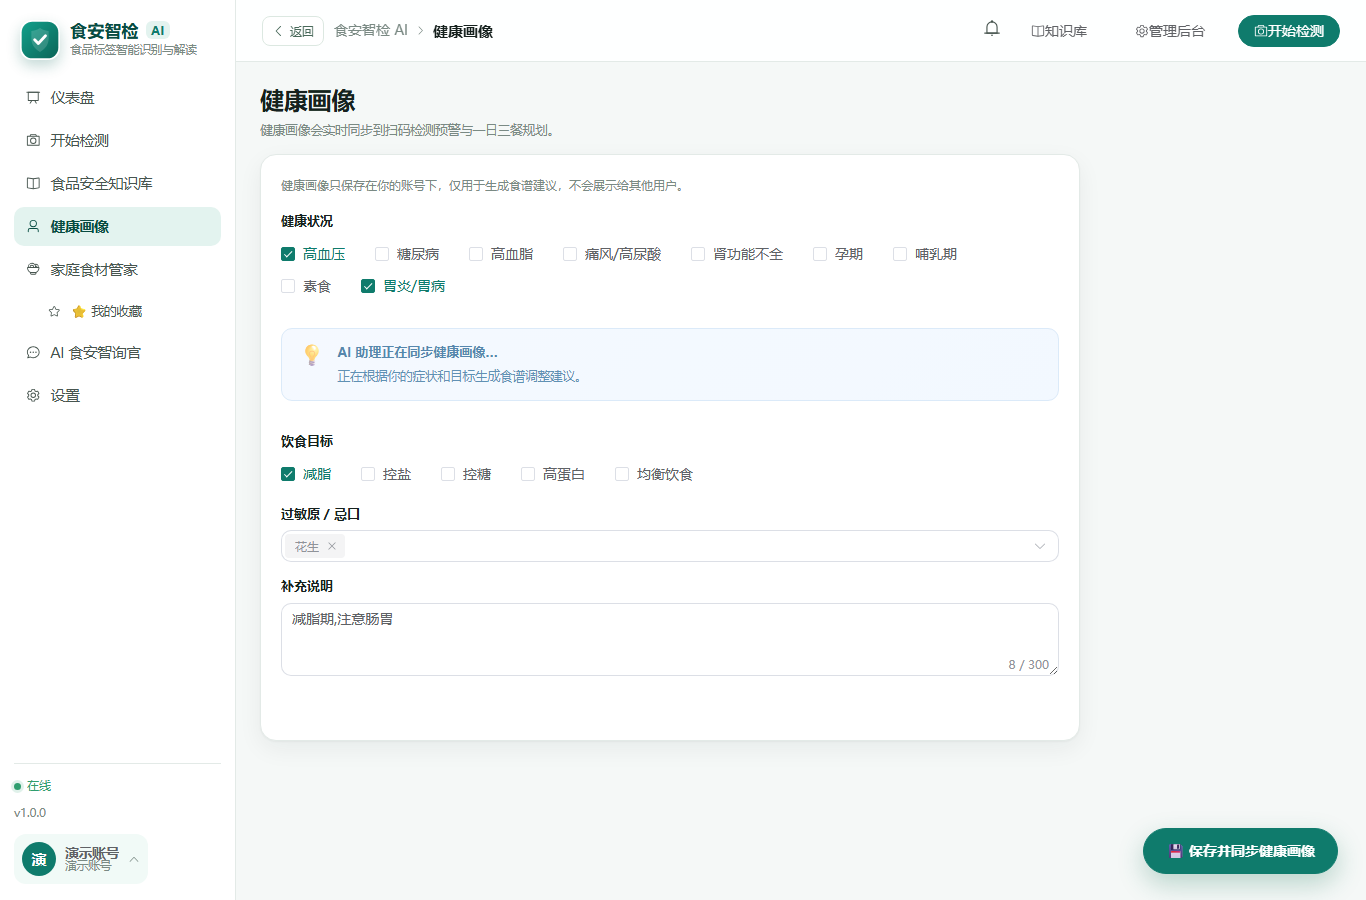 食安智检 AI
食品标签智能识别与解读
仪表盘
开始检测
食品安全知识库
健康画像
家庭食材管家
我的收藏
AI 食安智询官
设置
在线
v1.0.0
演
演示账号
演示账号
返回 食安智检 AI > 健康画像
知识库
管理后台
开始检测
健康画像
健康画像会实时同步到扫码检测预警与一日三餐规划。
健康画像只保存在你的账号下，仅用于生成食谱建议，不会展示给其他用户。
健康状况
高血压 糖尿病 高血脂 痛风/高尿酸 肾功能不全 孕期 哺乳期
素食 胃炎/胃病
AI 助理正在同步健康画像...
正在根据你的症状和目标生成食谱调整建议。
饮食目标
减脂 控盐 控糖 高蛋白 均衡饮食
过敏原 / 忌口
花生
补充说明
减脂期,注意肠胃
8 / 300
保存并同步健康画像